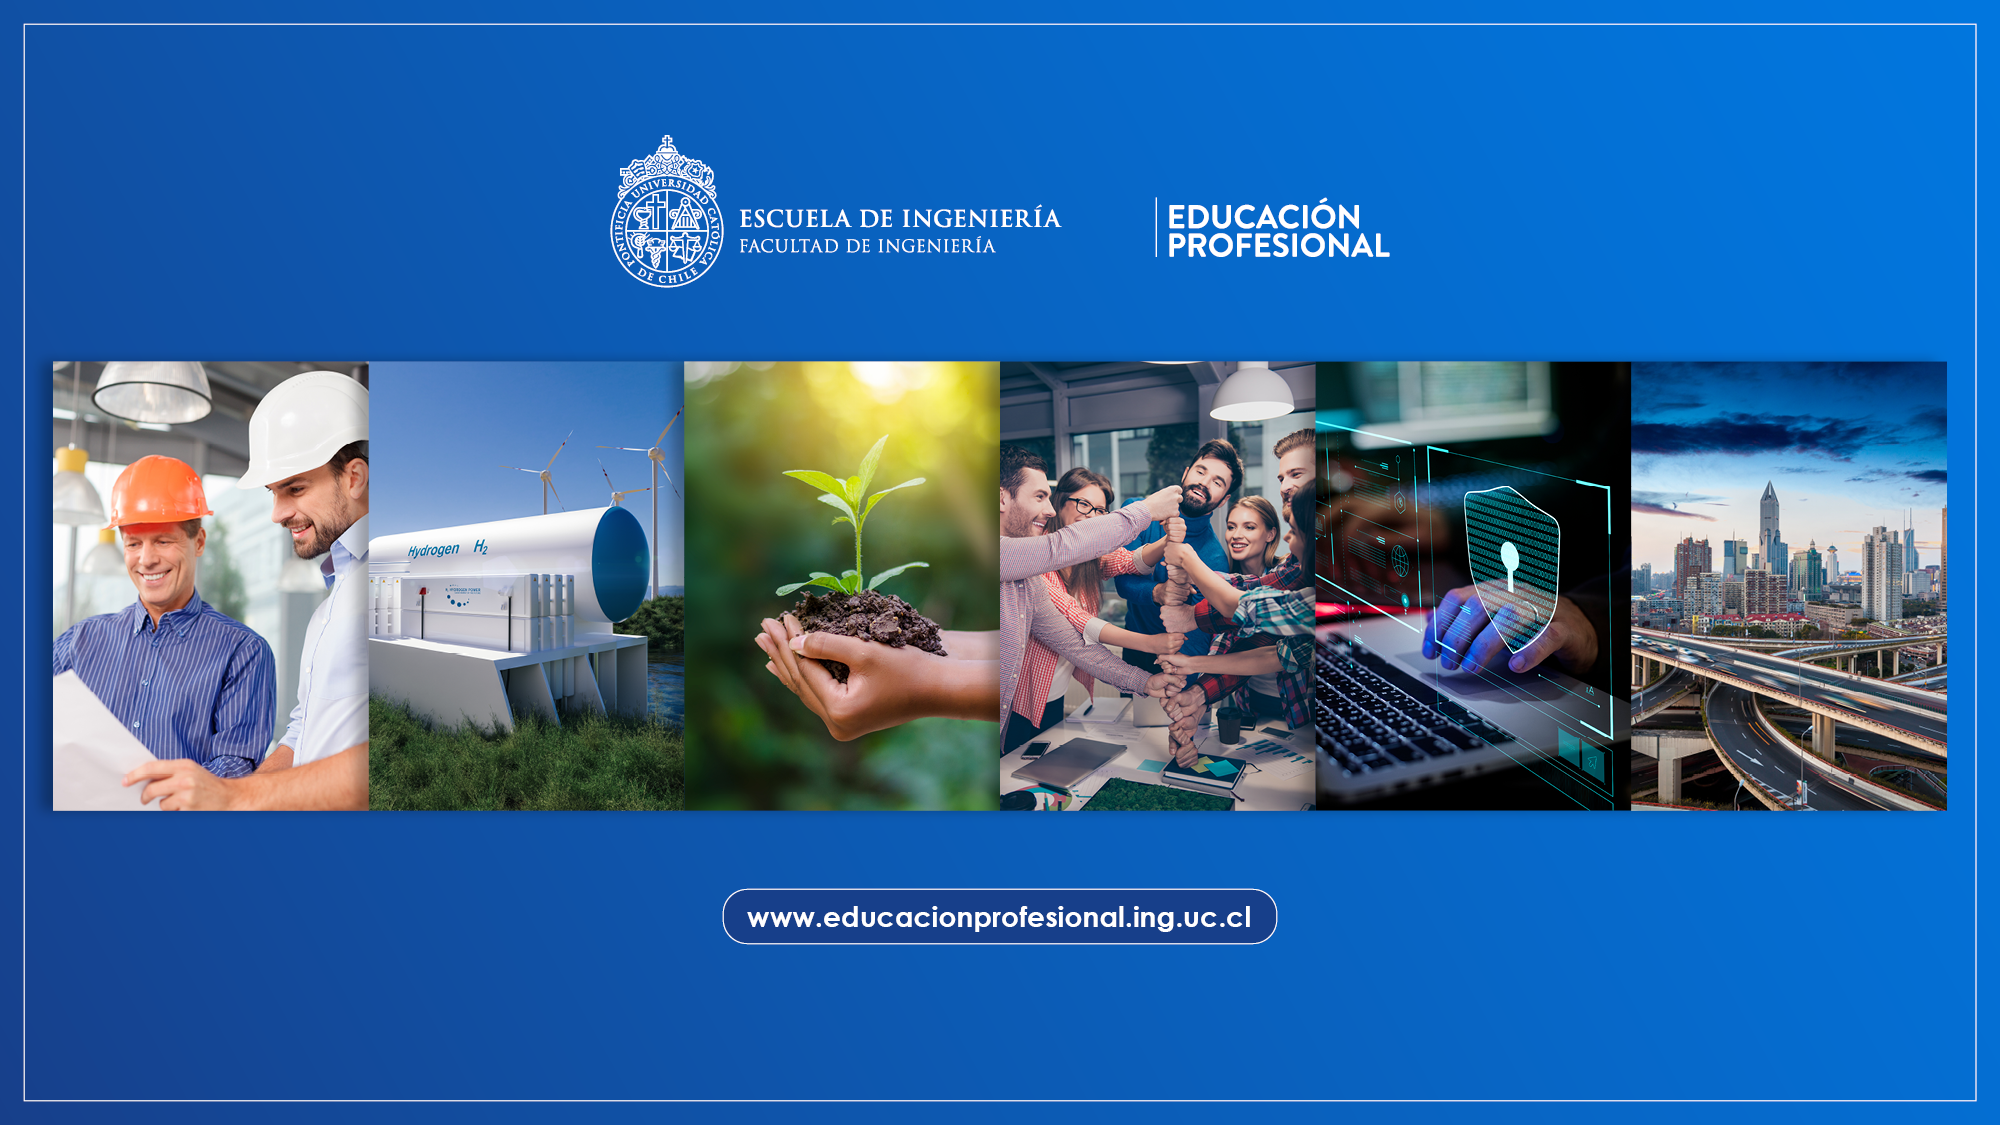 PONTIFICIA UNIVERSIDAD CATÓLICA
DE CHILE
ESCUELA DE INGENIERÍA
FACULTAD DE INGENIERÍA
EDUCACIÓN
PROFESIONAL
Hydrogen H₂
www.educacionprofesional.ing.uc.cl